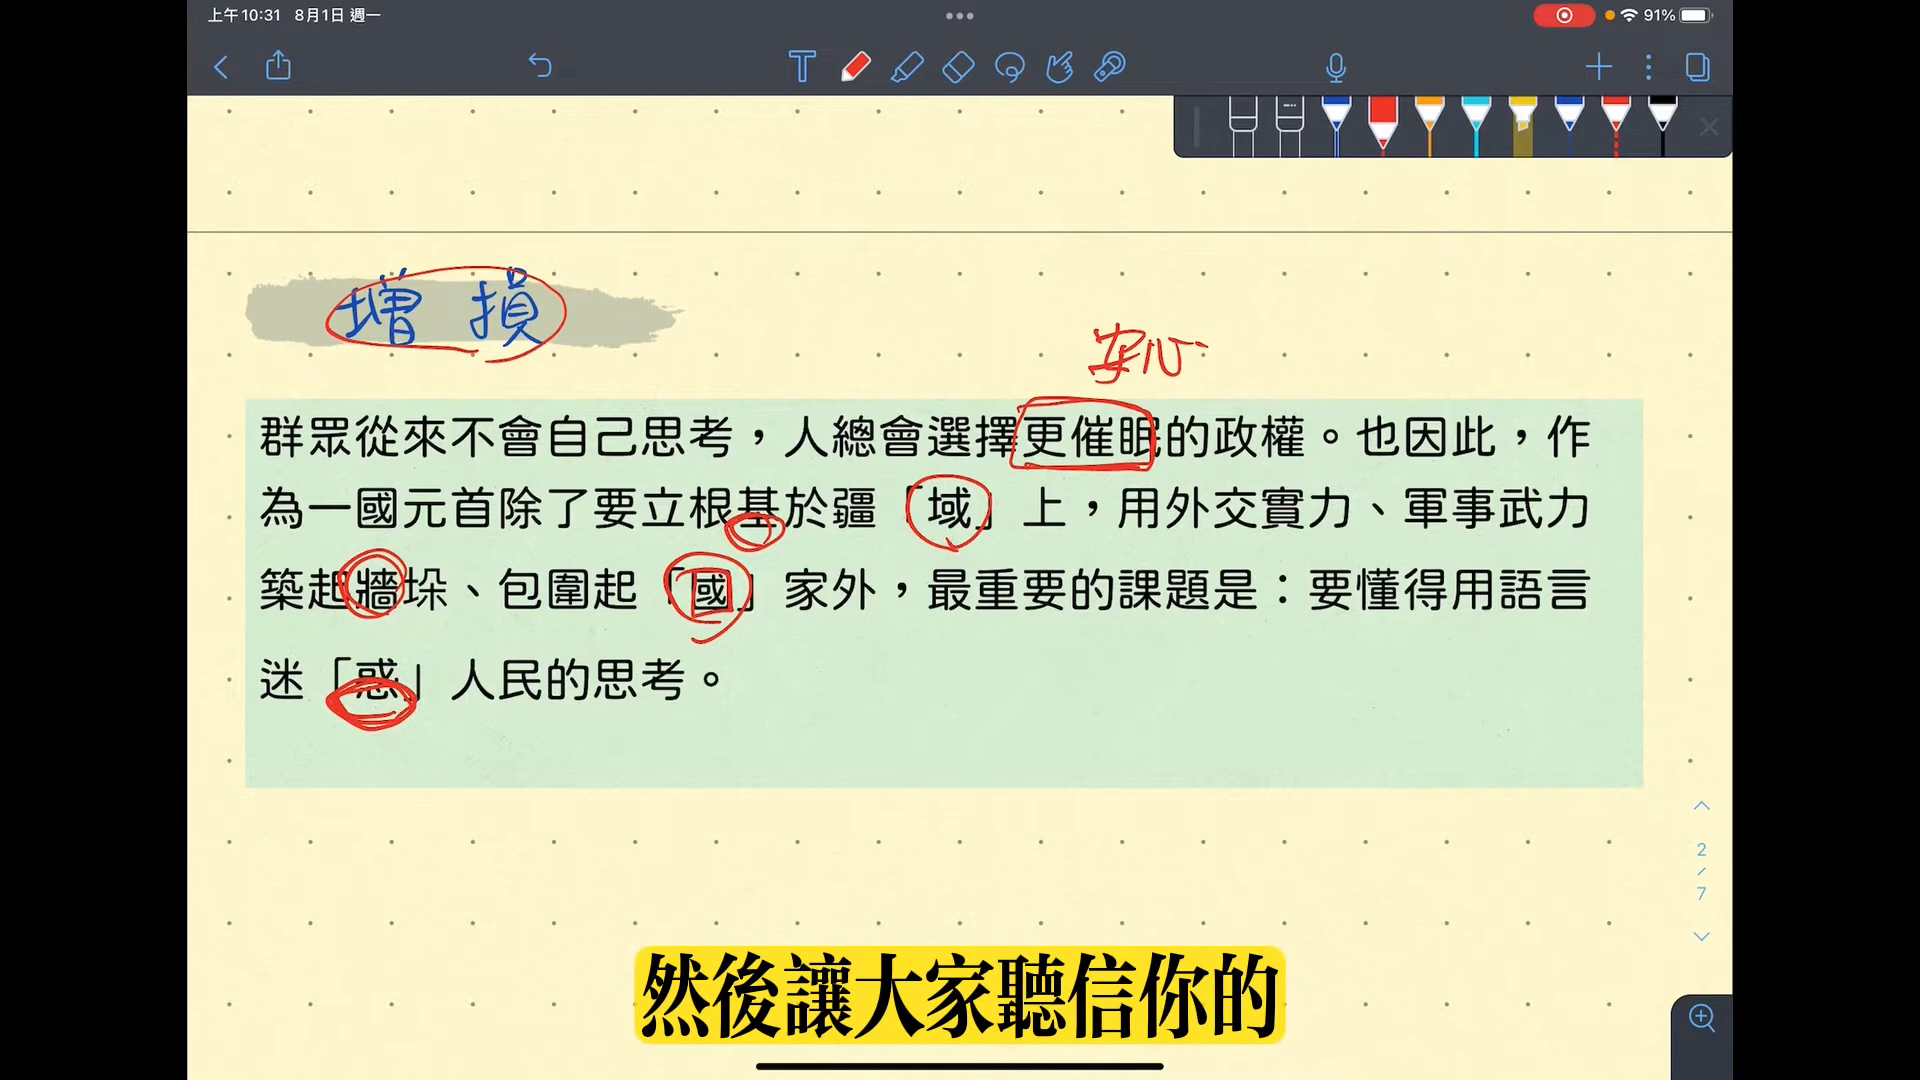 上午10:31 8月1日 週一
91%
增 損
安心
群眾從來不會自己思考，人總會選擇更催眠的政權。也因此，作
為一國元首除了要立根基於疆「域」上，用外交實力、軍事武力
築起牆垛、包圍起「國」家外，最重要的課題是：要懂得用語言
迷「惑」人民的思考。
2
/
7
然後讓大家聽信你的